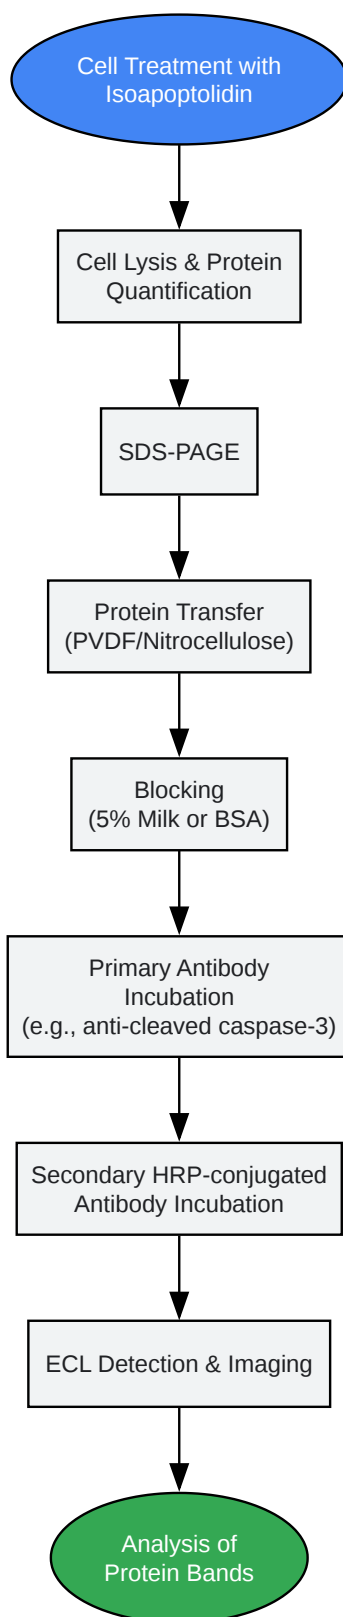 Cell Treatment with
Isoapoptolidin
Cell Lysis & Protein
Quantification
SDS-PAGE
Protein Transfer
(PVDF/Nitrocellulose)
Blocking
(5% Milk or BSA)
Primary Antibody
Incubation
(e.g., anti-cleaved caspase-3)
Secondary HRP-conjugated
Antibody Incubation
ECL Detection & Imaging
Analysis of
Protein Bands